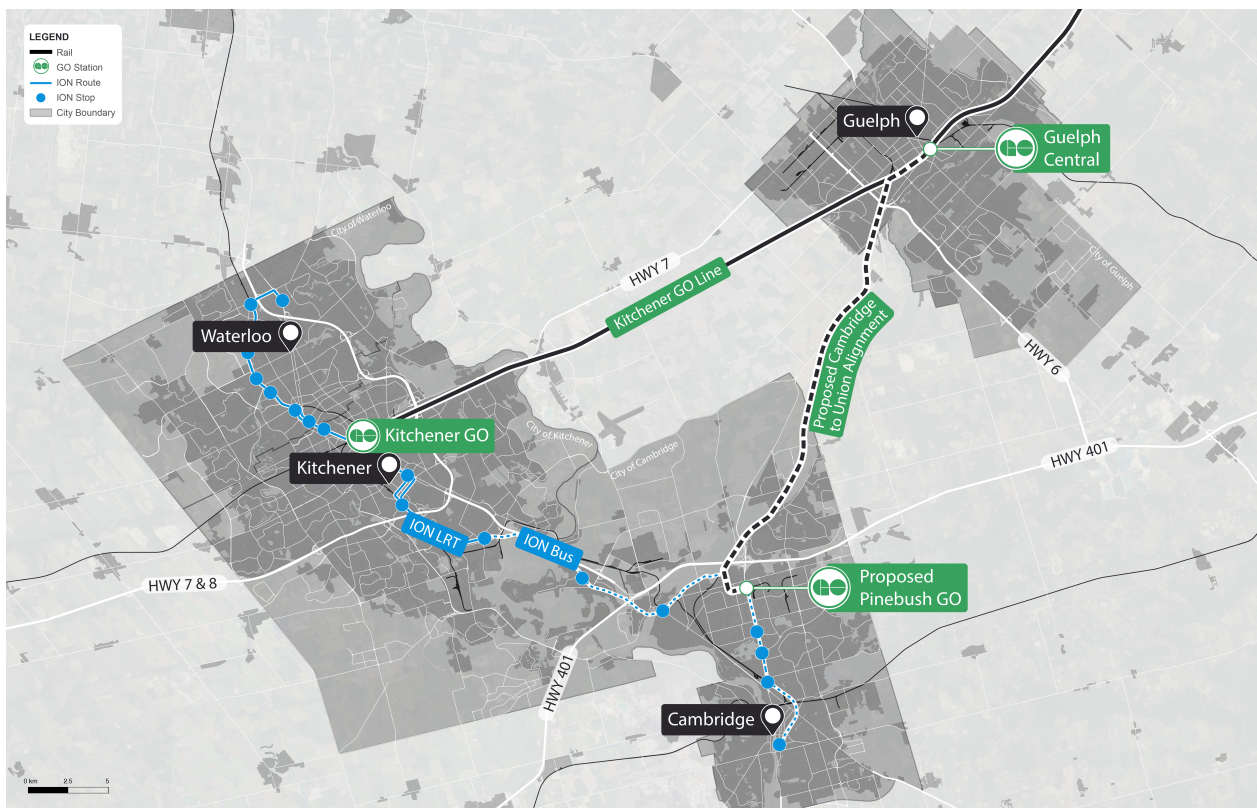 LEGEND
Rail
GO Station
ION Route
ION Stop
City Boundary
Guelph
Guelph
Central
City of Waterloo
HWY 7
City of Guelph
Kitchener GO Line
Waterloo
Proposed Cambridge
to Union Alignment
HWY 6
Kitchener GO
City of Kitchener
City of Cambridge
HWY 401
Kitchener
ION LRT
ION Bus
HWY 7 & 8
Proposed
Pinebush GO
HWY 401
Cambridge
0 km 2.5 5